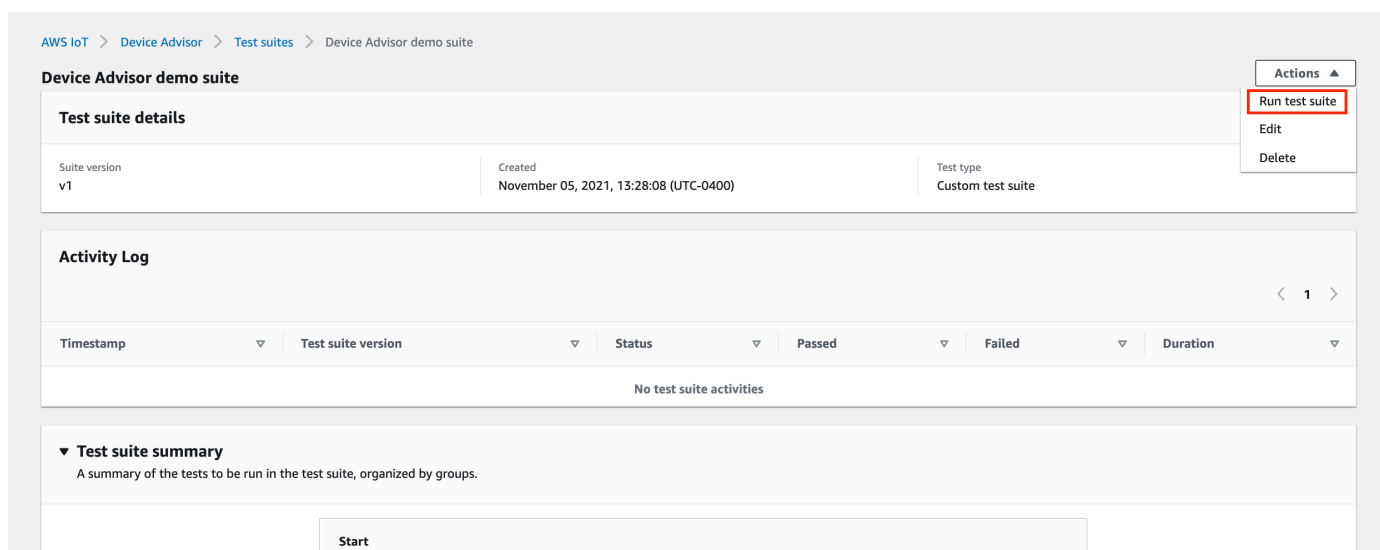 AWS IoT > Device Advisor > Test suites > Device Advisor demo suite
Device Advisor demo suite
Actions
Run test suite
Edit
Delete
Test suite details
Suite version
v1
Created
November 05, 2021, 13:28:08 (UTC-0400)
Test type
Custom test suite
Activity Log
< 1 >
Timestamp Test suite version Status Passed Failed Duration
No test suite activities
Test suite summary
A summary of the tests to be run in the test suite, organized by groups.
Start